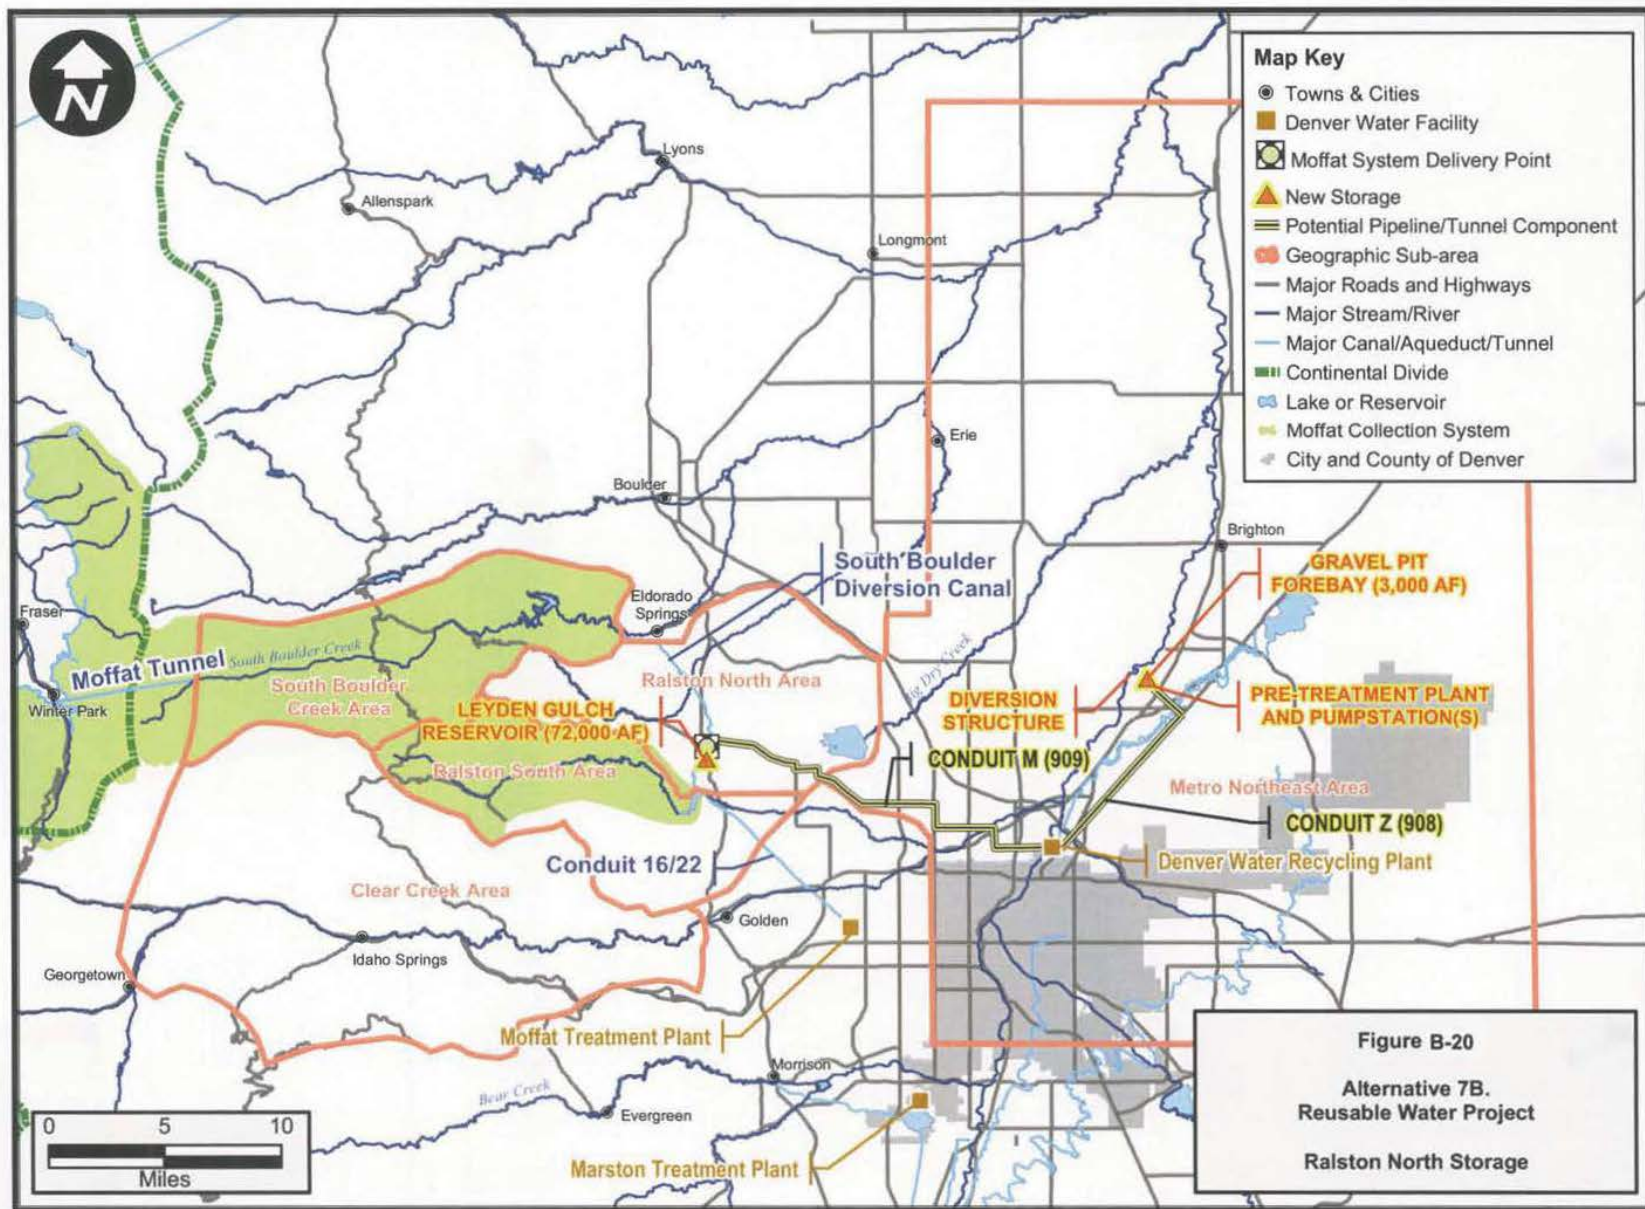 N
Map Key
Towns & Cities
Denver Water Facility
Moffat System Delivery Point
New Storage
Potential Pipeline/Tunnel Component
Geographic Sub-area
Major Roads and Highways
Major Stream/River
Major Canal/Aqueduct/Tunnel
Continental Divide
Lake or Reservoir
Moffat Collection System
City and County of Denver
Lyons
Allenspark
Longmont
Erie
Boulder
Brighton
South Boulder
Diversion Canal
GRAVEL PIT
FOREBAY (3,000 AF)
Eldorado
Springs
Fraser
Moffat Tunnel
South Boulder Creek
Winter Park
South Boulder
Creek Area
Ralston North Area
Big Dry Creek
LEYDEN GULCH
RESERVOIR (72,000 AF)
DIVERSION
STRUCTURE
PRE-TREATMENT PLANT
AND PUMPSTATION(S)
CONDUIT M (909)
Ralston South Area
Metro Northeast Area
CONDUIT Z (908)
Conduit 16/22
Denver Water Recycling Plant
Clear Creek Area
Golden
Idaho Springs
Georgetown
Moffat Treatment Plant
Morrison
Bear Creek
Evergreen
Marston Treatment Plant
0 5 10
Miles
Figure B-20
Alternative 7B.
Reusable Water Project
Ralston North Storage